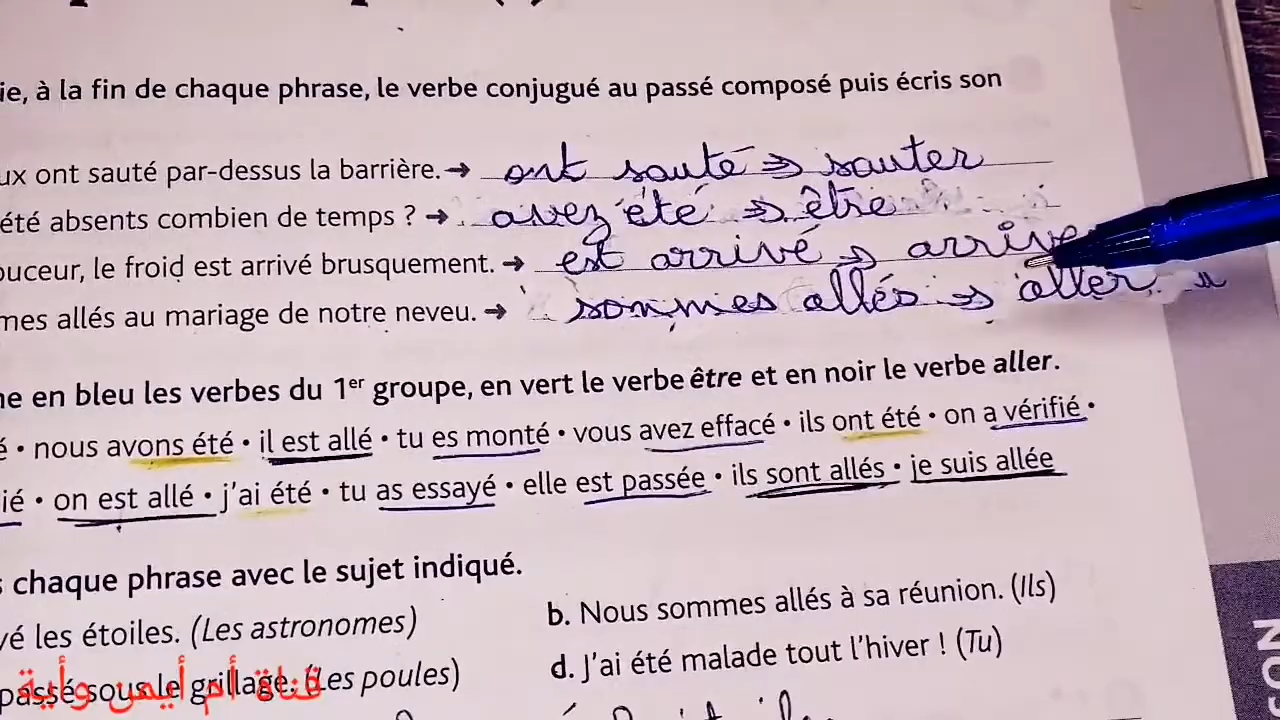 ie, à la fin de chaque phrase, le verbe conjugué au passé composé puis écris son
ux ont sauté par-dessus la barrière. → ont sauté ⇒ sauter
été absents combien de temps ? → avez été ⇒ être
ouceur, le froid est arrivé brusquement. → est arrivé ⇒ arrive
mes allés au mariage de notre neveu. → sommes allés ⇒ aller
ne en bleu les verbes du 1er groupe, en vert le verbe être et en noir le verbe aller.
é • nous avons été • il est allé • tu es monté • vous avez effacé • ils ont été • on a vérifié •
ié • on est allé • j'ai été • tu as essayé • elle est passée • ils sont allés • je suis allée
s chaque phrase avec le sujet indiqué.
vé les étoiles. (Les astronomes)
b. Nous sommes allés à sa réunion. (Ils)
passé sous le grillage. (Les poules)
d. J'ai été malade tout l'hiver ! (Tu)
قناة أم أيمن وأية
SON